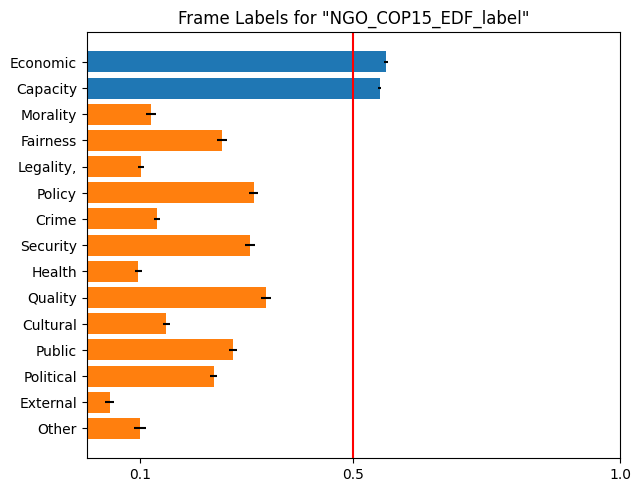 Frame Labels for "NGO_COP15_EDF_label"
Economic
Capacity
Morality
Fairness
Legality,
Policy
Crime
Security
Health
Quality
Cultural
Public
Political
External
Other
0.1 0.5 1.0